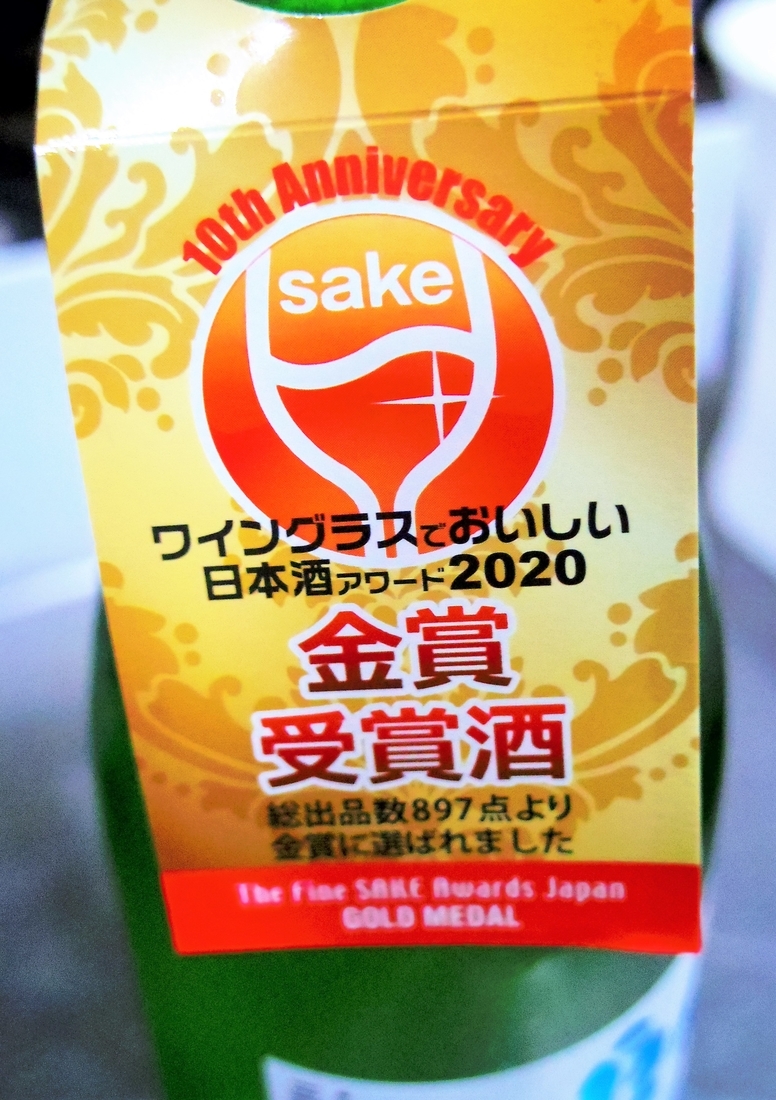 10th Anniversary
sake
ワイングラスでおいしい
日本酒アワード2020
金賞
受賞酒
総出品数897点より
金賞に選ばれました
The Fine SAKE Awards Japan
GOLD MEDAL